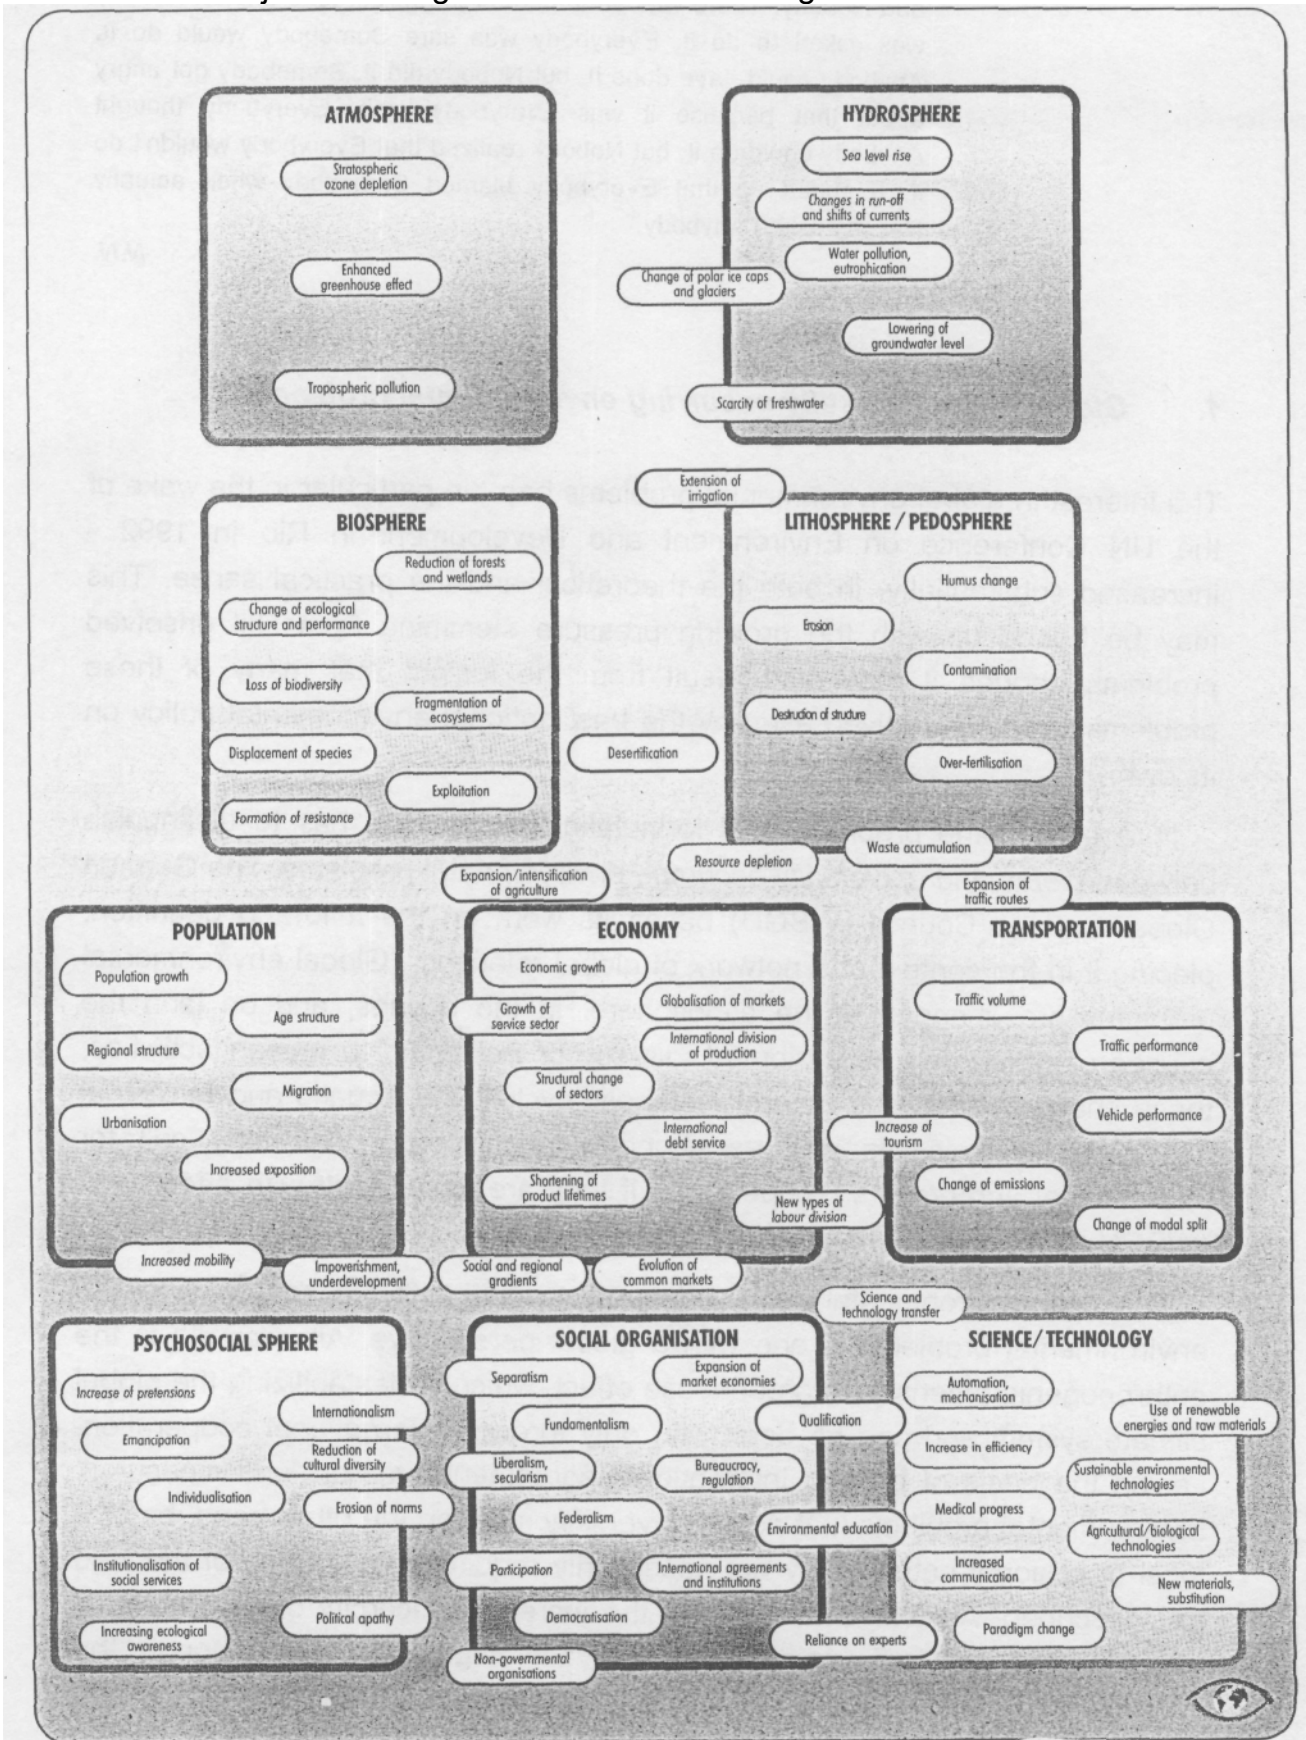 ATMOSPHERE
Stratospheric
ozone depletion
Enhanced
greenhouse effect
Tropospheric pollution
HYDROSPHERE
Sea level rise
Changes in run-off
and shifts of currents
Water pollution,
eutrophication
Change of polar ice caps
and glaciers
Lowering of
groundwater level
Scarcity of freshwater
Extension of
irrigation
BIOSPHERE
Reduction of forests
and wetlands
Change of ecological
structure and performance
Loss of biodiversity
Fragmentation of
ecosystems
Displacement of species
Exploitation
Formation of resistance
Desertification
LITHOSPHERE / PEDOSPHERE
Humus change
Erosion
Contamination
Destruction of structure
Over-fertilisation
Waste accumulation
Resource depletion
Expansion/intensification
of agriculture
Expansion of
traffic routes
POPULATION
Population growth
Age structure
Regional structure
Migration
Urbanisation
Increased exposition
Increased mobility
Impoverishment,
underdevelopment
ECONOMY
Economic growth
Globalisation of markets
Growth of
service sector
International division
of production
Structural change
of sectors
International
debt service
Shortening of
product lifetimes
New types of
labour division
Social and regional
gradients
Evolution of
common markets
TRANSPORTATION
Traffic volume
Traffic performance
Vehicle performance
Increase of
tourism
Change of emissions
Change of modal split
Science and
technology transfer
PSYCHOSOCIAL SPHERE
Increase of pretensions
Internationalism
Emancipation
Reduction of
cultural diversity
Individualisation
Erosion of norms
Institutionalisation of
social services
Political apathy
Increasing ecological
awareness
SOCIAL ORGANISATION
Separatism
Expansion of
market economies
Fundamentalism
Qualification
Liberalism,
secularism
Bureaucracy,
regulation
Federalism
Environmental education
Participation
International agreements
and institutions
Democratisation
Reliance on experts
Non-governmental
organisations
SCIENCE/TECHNOLOGY
Automation,
mechanisation
Use of renewable
energies and raw materials
Increase in efficiency
Sustainable environmental
technologies
Medical progress
Agricultural/biological
technologies
Increased
communication
New materials,
substitution
Paradigm change